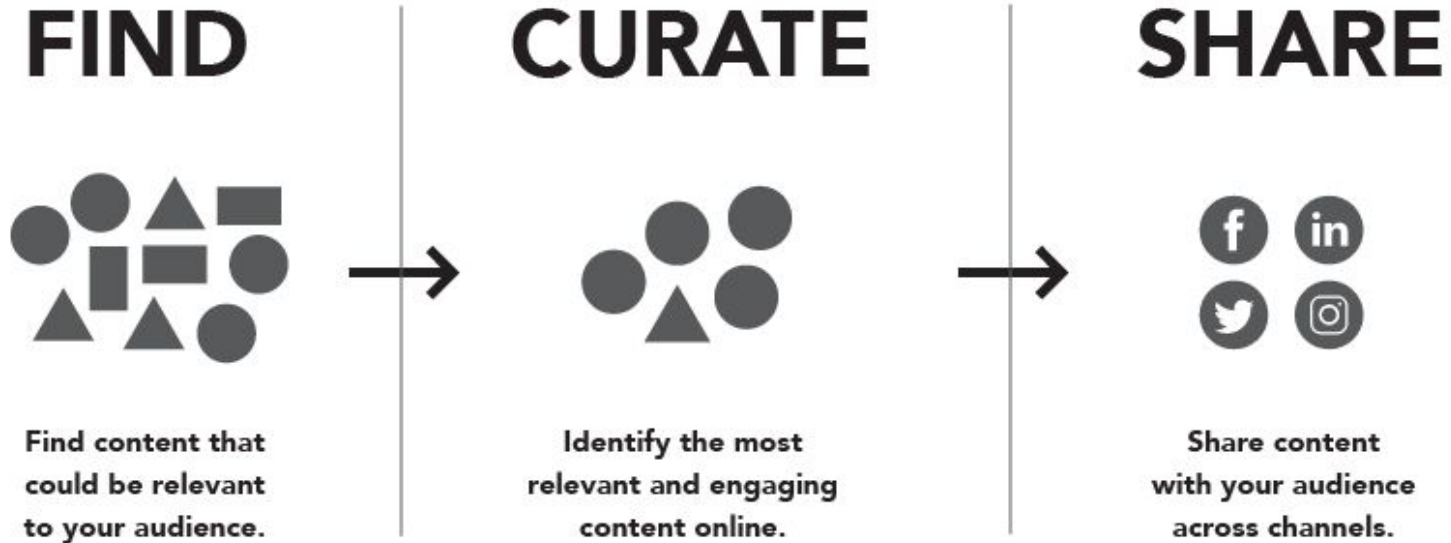 FIND
Find content that
could be relevant
to your audience.
CURATE
Identify the most
relevant and engaging
content online.
SHARE
f in
Share content
with your audience
across channels.